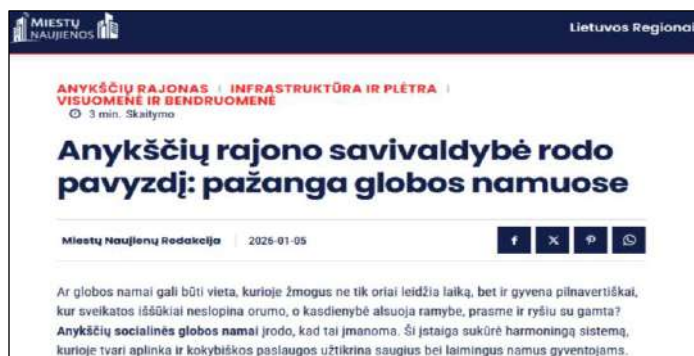 MIESTŲ
NAUJIENOS
Lietuvos Regionai
ANYKŠČIŲ RAJONAS | INFRASTRUKTŪRA IR PLĖTRA |
VISUOMENĖ IR BENDRUOMENĖ
3 min. Skaitymo
Anykščių rajono savivaldybė rodo
pavyzdį: pažanga globos namuose
Miestų Naujienų Redakcija 2026-01-05
Ar globos namai gali būti vieta, kurioje žmogus ne tik oriai leidžia laiką, bet ir gyvena pilnavertiškai,
kur sveikatos iššūkiai neslopina orumo, o kasdienybė alsuoja ramybe, prasme ir ryšiu su gamta?
Anykščių socialinės globos namai įrodo, kad tai įmanoma. Ši įstaiga sukūrė harmoningą sistemą,
kurioje tvari aplinka ir kokybiškos paslaugos užtikrina saugius bei laimingus namus gyventojams.